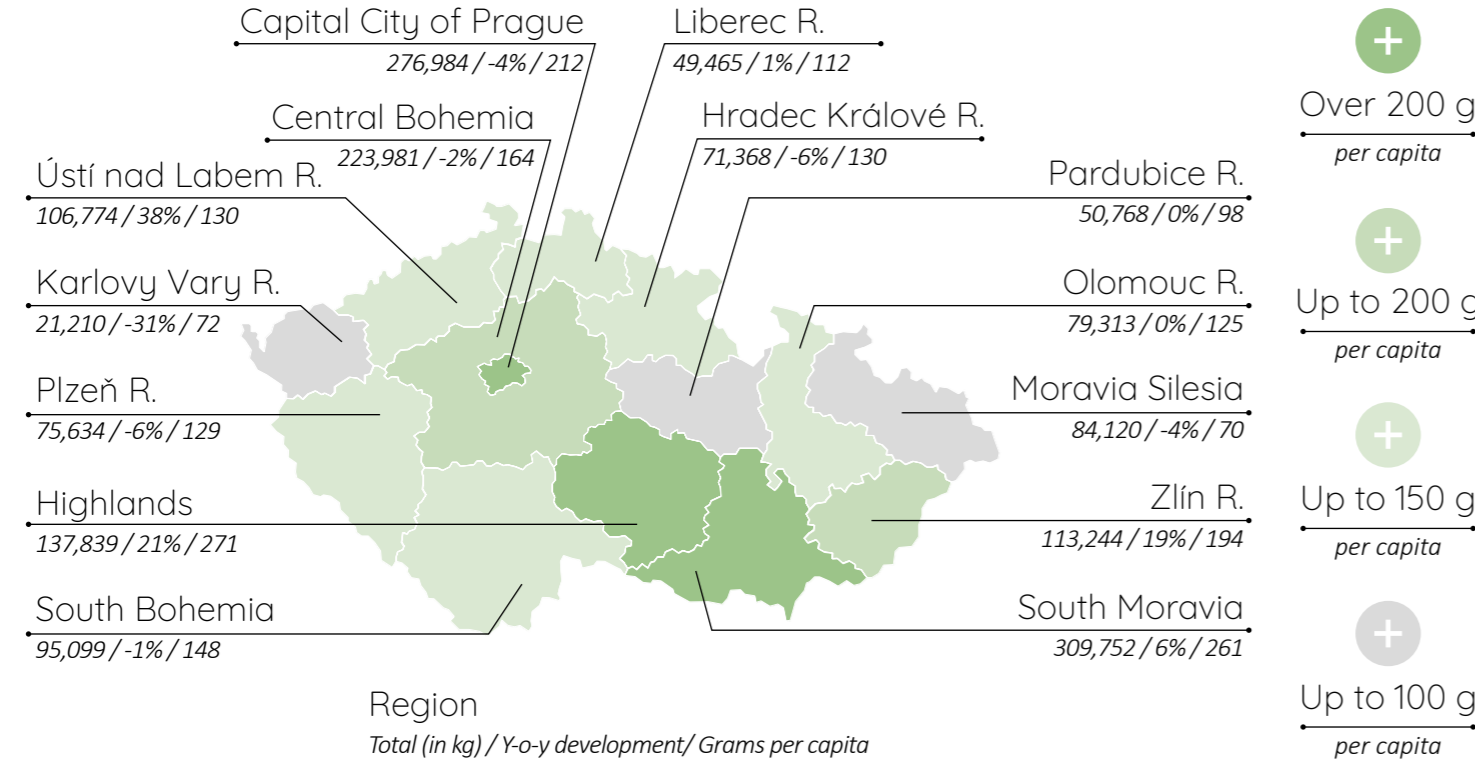 Capital City of Prague
276,984 / -4% / 212
Liberec R.
49,465 / 1% / 112
Central Bohemia
223,981 / -2% / 164
Hradec Králové R.
71,368 / -6% / 130
Ústí nad Labem R.
106,774 / 38% / 130
Pardubice R.
50,768 / 0% / 98
Karlovy Vary R.
21,210 / -31% / 72
Olomouc R.
79,313 / 0% / 125
Plzeň R.
75,634 / -6% / 129
Moravia Silesia
84,120 / -4% / 70
Highlands
137,839 / 21% / 271
Zlín R.
113,244 / 19% / 194
South Bohemia
95,099 / -1% / 148
South Moravia
309,752 / 6% / 261
Region
Total (in kg) / Y-o-y development/ Grams per capita
+
Over 200 g
per capita
+
Up to 200 g
per capita
+
Up to 150 g
per capita
+
Up to 100 g
per capita